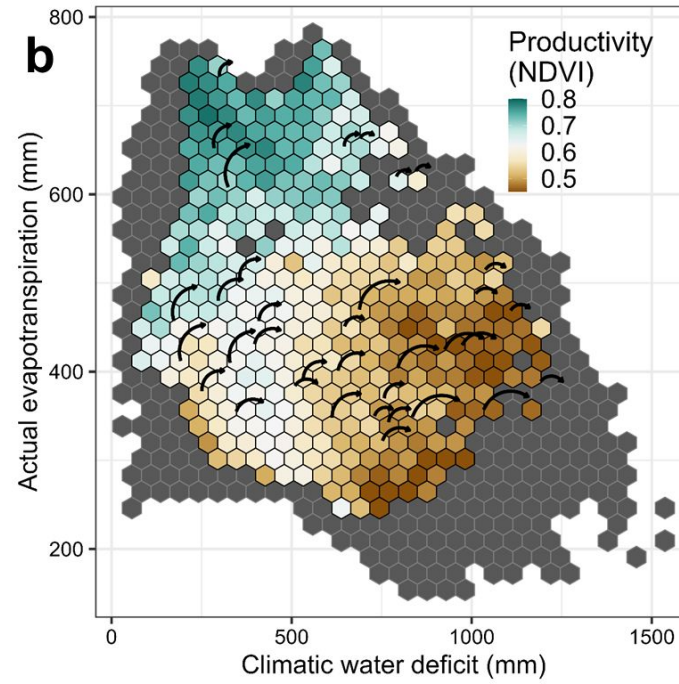 b
Productivity
(NDVI)
0.8
0.7
0.6
0.5
800
600
400
200
Actual evapotranspiration (mm)
0 500 1000 1500
Climatic water deficit (mm)